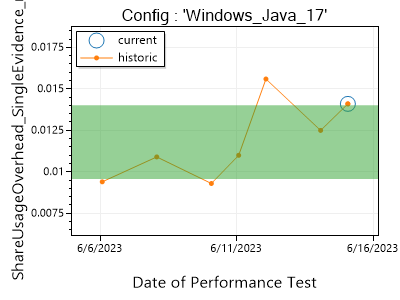 Config : 'Windows_Java_17'
current
historic
0.0175
0.015
0.0125
0.01
0.0075
6/6/2023
6/11/2023
6/16/2023
Date of Performance Test
ShareUsageOverhead_SingleEvidence_